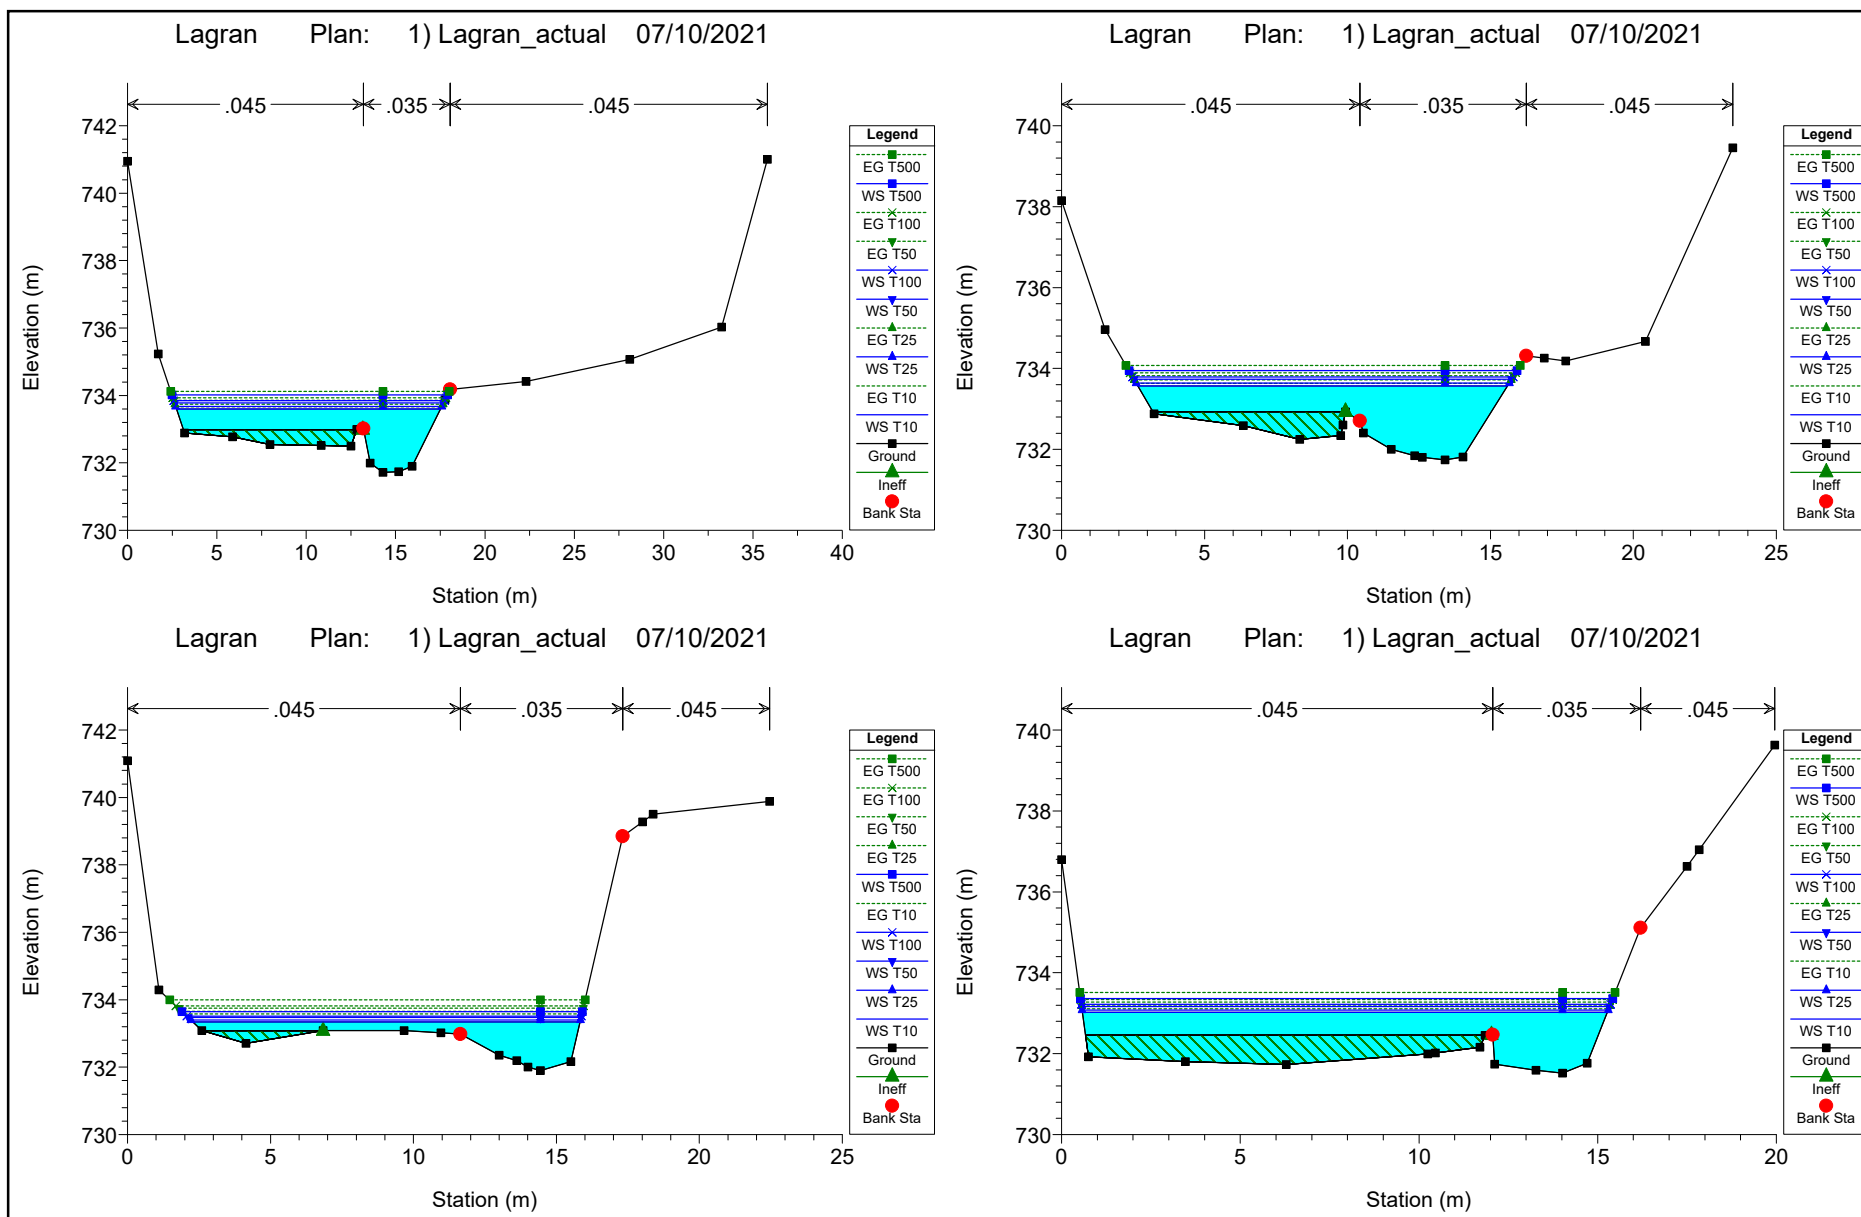 Lagran Plan: 1) Lagran_actual 07/10/2021
.045 .035 .045
742
740
738
736
734
732
730
0 5 10 15 20 25 30 35 40
Elevation (m)
Station (m)
Legend
EG T500
WS T500
EG T100
EG T50
WS T100
WS T50
EG T25
WS T25
EG T10
WS T10
Ground
Ineff
Bank Sta
Lagran Plan: 1) Lagran_actual 07/10/2021
.045 .035 .045
740
738
736
734
732
730
0 5 10 15 20 25
Elevation (m)
Station (m)
Legend
EG T500
WS T500
EG T100
EG T50
WS T100
WS T50
EG T25
WS T25
EG T10
WS T10
Ground
Ineff
Bank Sta
Lagran Plan: 1) Lagran_actual 07/10/2021
.045 .035 .045
742
740
738
736
734
732
730
0 5 10 15 20 25
Elevation (m)
Station (m)
Legend
EG T500
EG T100
EG T50
EG T25
WS T500
EG T10
WS T100
WS T50
WS T25
WS T10
Ground
Ineff
Bank Sta
Lagran Plan: 1) Lagran_actual 07/10/2021
.045 .035 .045
740
738
736
734
732
730
0 5 10 15 20
Elevation (m)
Station (m)
Legend
EG T500
WS T500
EG T100
EG T50
WS T100
EG T25
WS T50
EG T10
WS T25
WS T10
Ground
Ineff
Bank Sta